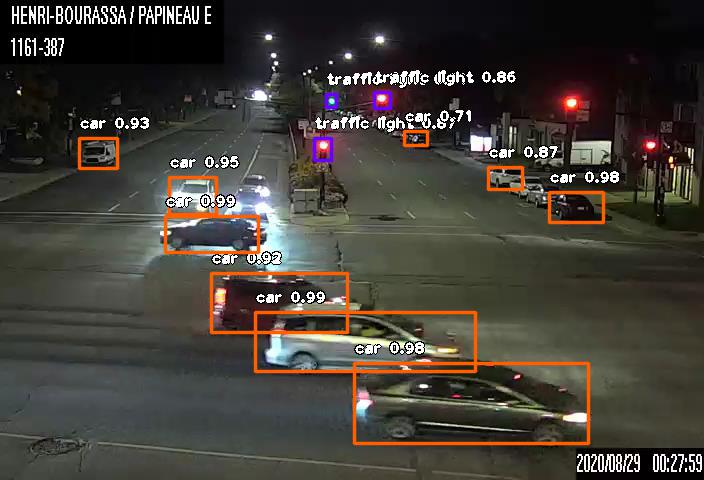 HENRI-BOURASSA / PAPINEAU E
1161-387
traffic
traffic light 0.86
car 0.93
car 0.71
traffic light 0.87
car 0.95
car 0.87
car 0.98
car 0.99
car 0.92
car 0.99
car 0.98
2020/08/29 00:27:59